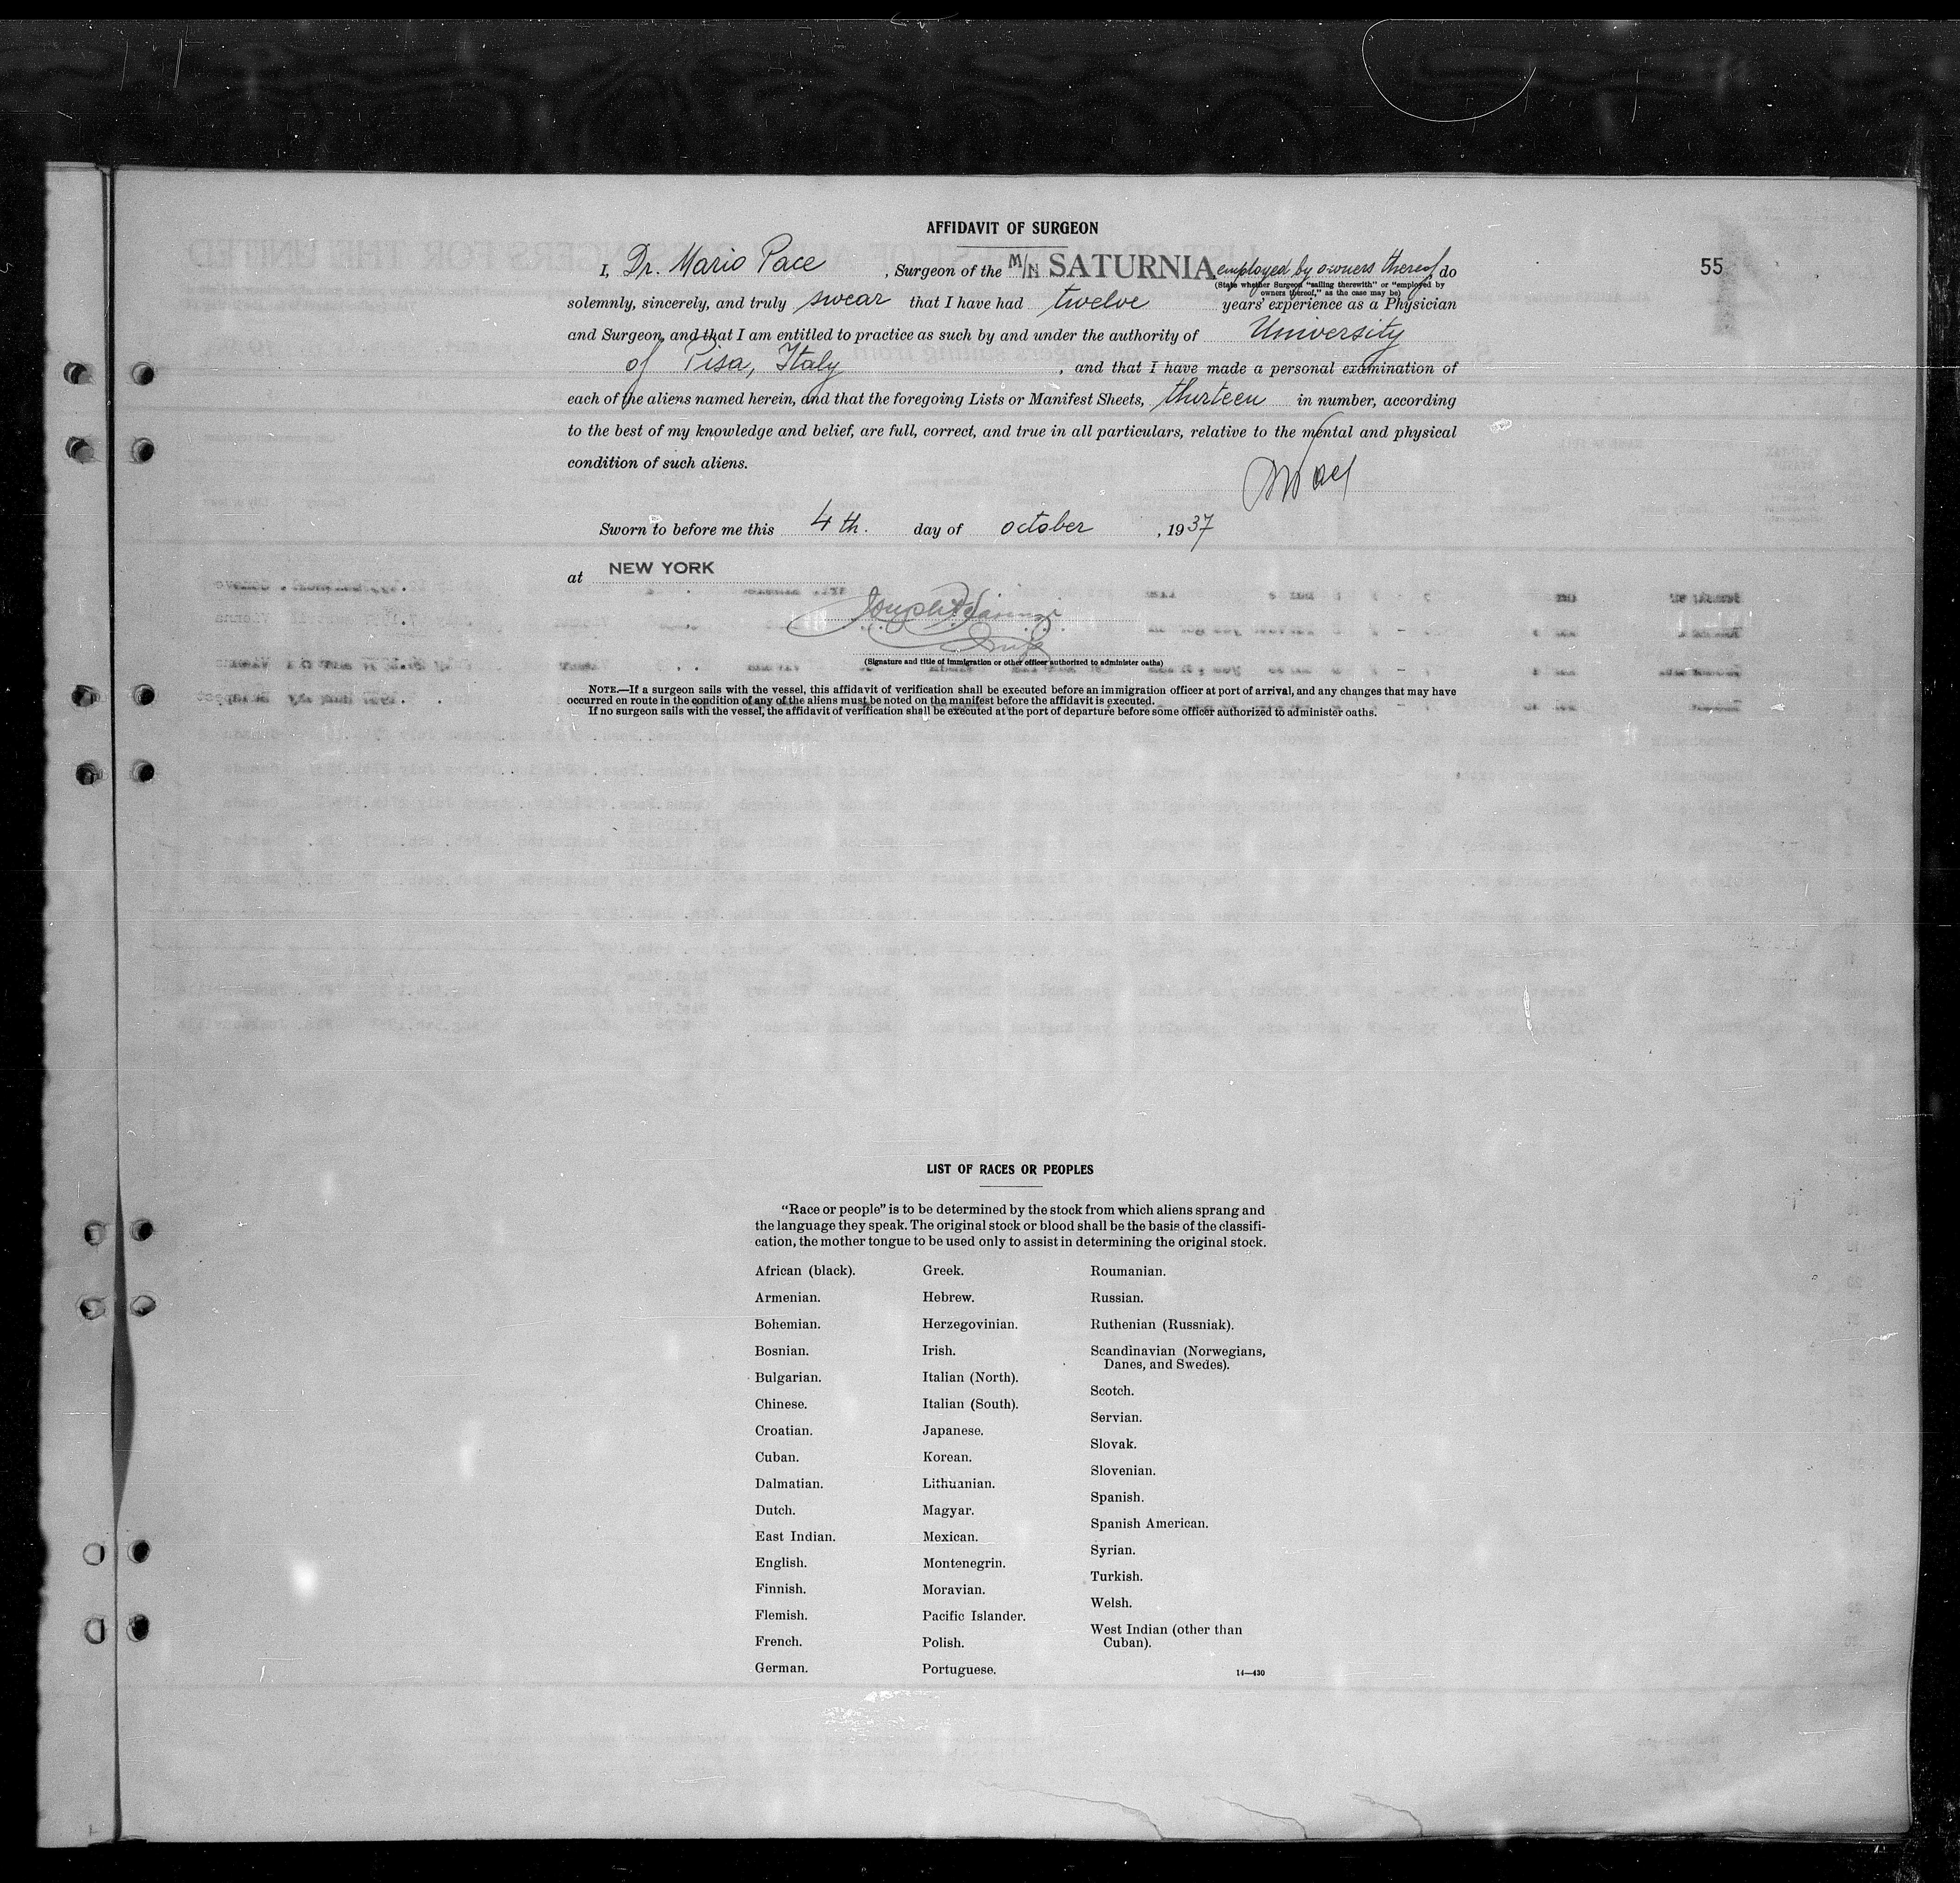 AFFIDAVIT OF SURGEON
55
I, Dr. Mario Pace, Surgeon of the M/N SATURNIA employed by owners thereof, do
(State whether Surgeon "sailing therewith" or "employed by
owners thereof," as the case may be)
solemnly, sincerely, and truly swear that I have had twelve years' experience as a Physician
and Surgeon, and that I am entitled to practice as such by and under the authority of University
of Pisa, Italy, and that I have made a personal examination of
each of the aliens named herein, and that the foregoing Lists or Manifest Sheets, thirteen in number, according
to the best of my knowledge and belief, are full, correct, and true in all particulars, relative to the mental and physical
condition of such aliens.
Sworn to before me this 4th. day of october, 1937
at NEW YORK
(Signature and title of immigration or other officer authorized to administer oaths)
NOTE.—If a surgeon sails with the vessel, this affidavit of verification shall be executed before an immigration officer at port of arrival, and any changes that may have
occurred en route in the condition of any of the aliens must be noted on the manifest before the affidavit is executed.
If no surgeon sails with the vessel, the affidavit of verification shall be executed at the port of departure before some officer authorized to administer oaths.
LIST OF RACES OR PEOPLES
"Race or people" is to be determined by the stock from which aliens sprang and
the language they speak. The original stock or blood shall be the basis of the classifi-
cation, the mother tongue to be used only to assist in determining the original stock.
African (black).
Armenian.
Bohemian.
Bosnian.
Bulgarian.
Chinese.
Croatian.
Cuban.
Dalmatian.
Dutch.
East Indian.
English.
Finnish.
Flemish.
French.
German.
Greek.
Hebrew.
Herzegovinian.
Irish.
Italian (North).
Italian (South).
Japanese.
Korean.
Lithuanian.
Magyar.
Mexican.
Montenegrin.
Moravian.
Pacific Islander.
Polish.
Portuguese.
Roumanian.
Russian.
Ruthenian (Russniak).
Scandinavian (Norwegians,
Danes, and Swedes).
Scotch.
Servian.
Slovak.
Slovenian.
Spanish.
Spanish American.
Syrian.
Turkish.
Welsh.
West Indian (other than
Cuban).
14—430